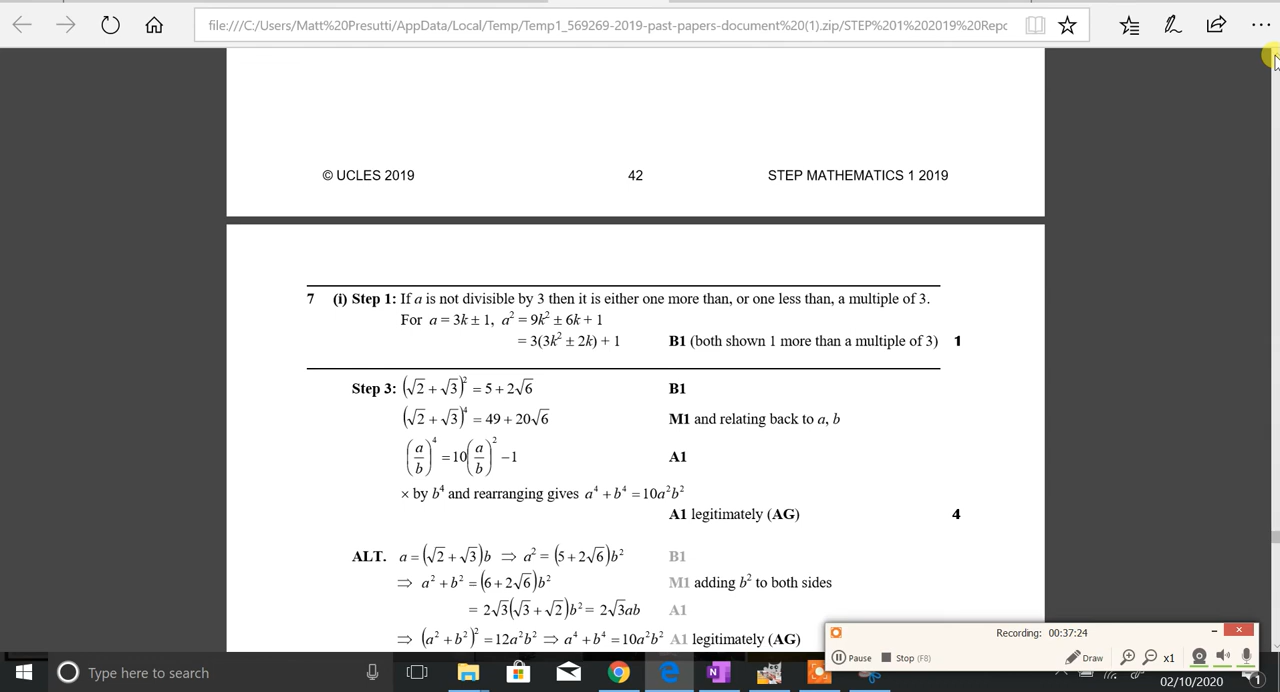 file:///C:/Users/Matt%20Presutti/AppData/Local/Temp/Temp1_569269-2019-past-papers-document%20(1).zip/STEP%201%202019%20Repo
© UCLES 2019 42 STEP MATHEMATICS 1 2019
7 (i) Step 1: If a is not divisible by 3 then it is either one more than, or one less than, a multiple of 3.
For a = 3k ± 1, a² = 9k² ± 6k + 1
= 3(3k² ± 2k) + 1 B1 (both shown 1 more than a multiple of 3) 1
Step 3: (√2 + √3)² = 5 + 2√6 B1
(√2 + √3)⁴ = 49 + 20√6 M1 and relating back to a, b
(a/b)⁴ = 10(a/b)² − 1 A1
× by b⁴ and rearranging gives a⁴ + b⁴ = 10a²b²
A1 legitimately (AG) 4
ALT. a = (√2 + √3)b ⇒ a² = (5 + 2√6)b² B1
⇒ a² + b² = (6 + 2√6)b² M1 adding b² to both sides
= 2√3(√3 + √2)b² = 2√3ab A1
⇒ (a² + b²)² = 12a²b² ⇒ a⁴ + b⁴ = 10a²b² A1 legitimately (AG)
Recording: 00:37:24
Pause Stop (F8) Draw x1
Type here to search
02/10/2020
1